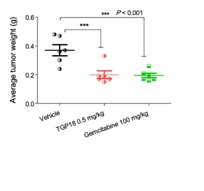 *** P < 0.001
***
Average tumor weight (g)
0.6
0.4
0.2
0.0
Vehicle
TGP18 0.5 mg/kg
Gemcitabine 100 mg/kg